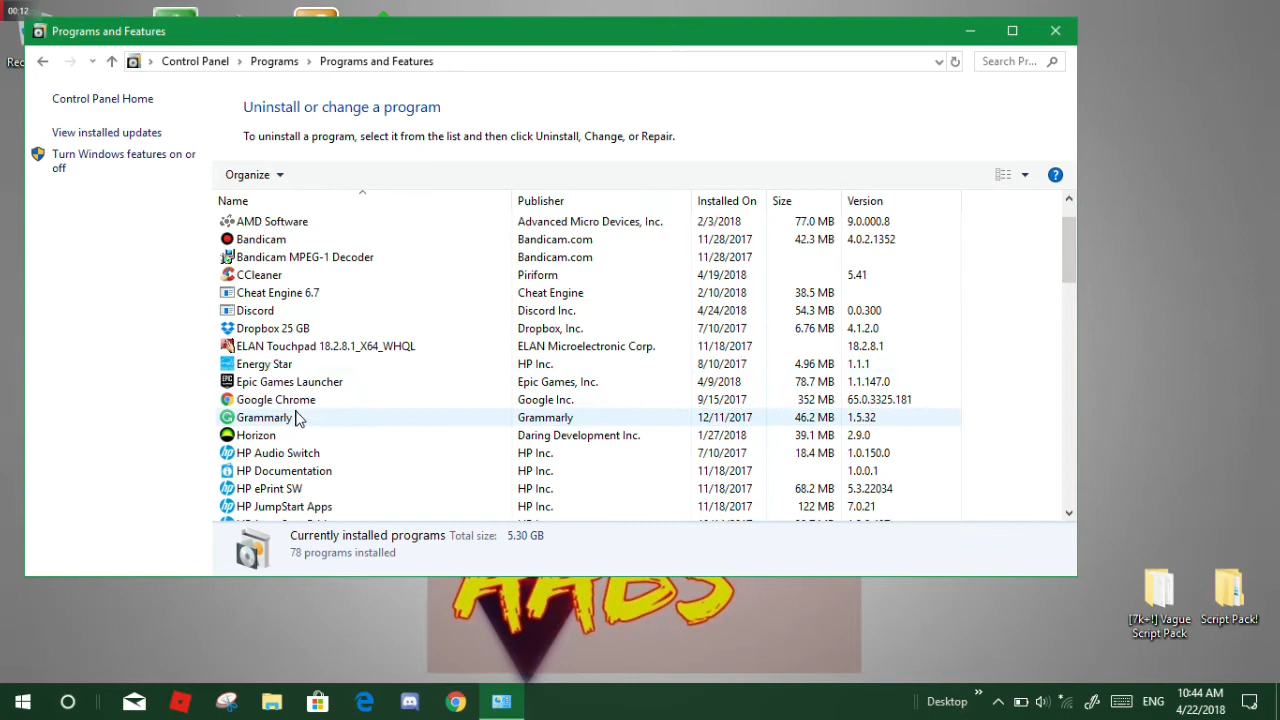 00:12
Programs and Features
Control Panel > Programs > Programs and Features
Search Pr...
Control Panel Home
View installed updates
Turn Windows features on or
off
Uninstall or change a program
To uninstall a program, select it from the list and then click Uninstall, Change, or Repair.
Organize
Name Publisher Installed On Size Version
AMD Software Advanced Micro Devices, Inc. 2/3/2018 77.0 MB 9.0.000.8
Bandicam Bandicam.com 11/28/2017 42.3 MB 4.0.2.1352
Bandicam MPEG-1 Decoder Bandicam.com 11/28/2017
CCleaner Piriform 4/19/2018 5.41
Cheat Engine 6.7 Cheat Engine 2/10/2018 38.5 MB
Discord Discord Inc. 4/24/2018 54.3 MB 0.0.300
Dropbox 25 GB Dropbox, Inc. 7/10/2017 6.76 MB 4.1.2.0
ELAN Touchpad 18.2.8.1_X64_WHQL ELAN Microelectronic Corp. 11/18/2017 18.2.8.1
Energy Star HP Inc. 8/10/2017 4.96 MB 1.1.1
Epic Games Launcher Epic Games, Inc. 4/9/2018 78.7 MB 1.1.147.0
Google Chrome Google Inc. 9/15/2017 352 MB 65.0.3325.181
Grammarly Grammarly 12/11/2017 46.2 MB 1.5.32
Horizon Daring Development Inc. 1/27/2018 39.1 MB 2.9.0
HP Audio Switch HP Inc. 7/10/2017 18.4 MB 1.0.150.0
HP Documentation HP Inc. 11/18/2017 1.0.0.1
HP ePrint SW HP Inc. 11/18/2017 68.2 MB 5.3.22034
HP JumpStart Apps HP Inc. 11/18/2017 122 MB 7.0.21
Currently installed programs Total size: 5.30 GB
78 programs installed
AABS
[7k+!] Vague
Script Pack
Script Pack!
Desktop
ENG
10:44 AM
4/22/2018